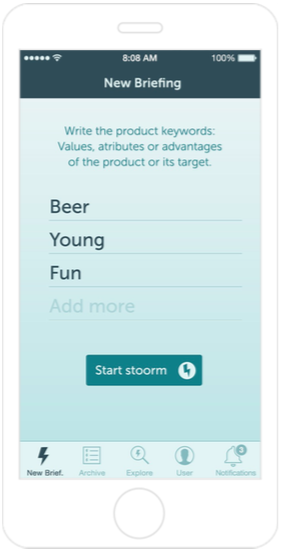 8:08 AM
100%
New Briefing
Write the product keywords:
Values, atributes or advantages
of the product or its target.
Beer
Young
Fun
Add more
Start stoorm
3
New Brief.
Archive
Explore
User
Notifications